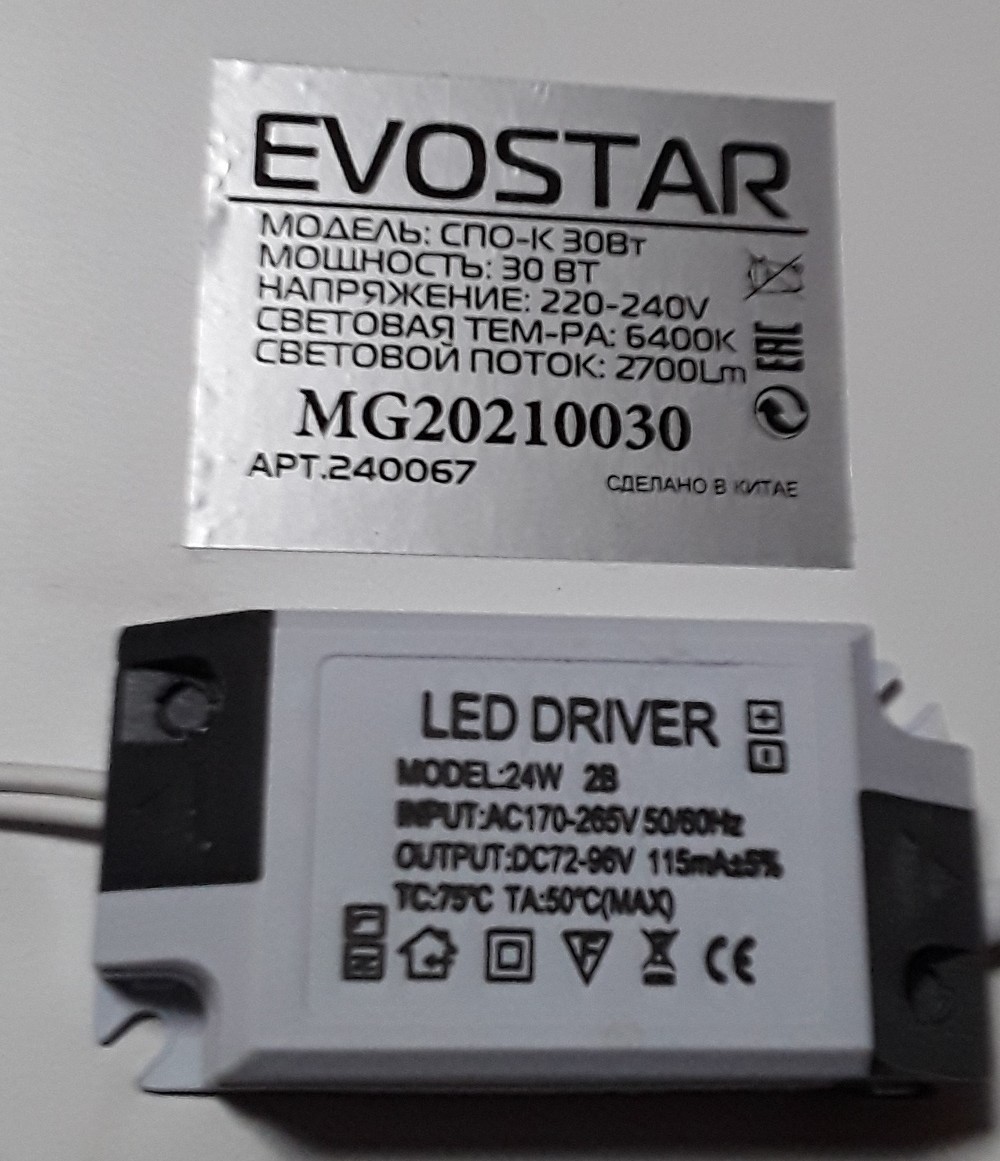 EVOSTAR
МОДЕЛЬ: СПО-К 30Вт
МОЩНОСТЬ: 30 ВТ
НАПРЯЖЕНИЕ: 220-240V
СВЕТОВАЯ ТЕМ-РА: 6400К
СВЕТОВОЙ ПОТОК: 2700Lm
EAC
MG20210030
АРТ.240067
СДЕЛАНО В КИТАЕ
LED DRIVER
MODEL:24W 2B
INPUT:AC170-265V 50/60Hz
OUTPUT:DC72-96V 115mA±5%
TC:75℃ TA:50℃(MAX)
N L
F
CE